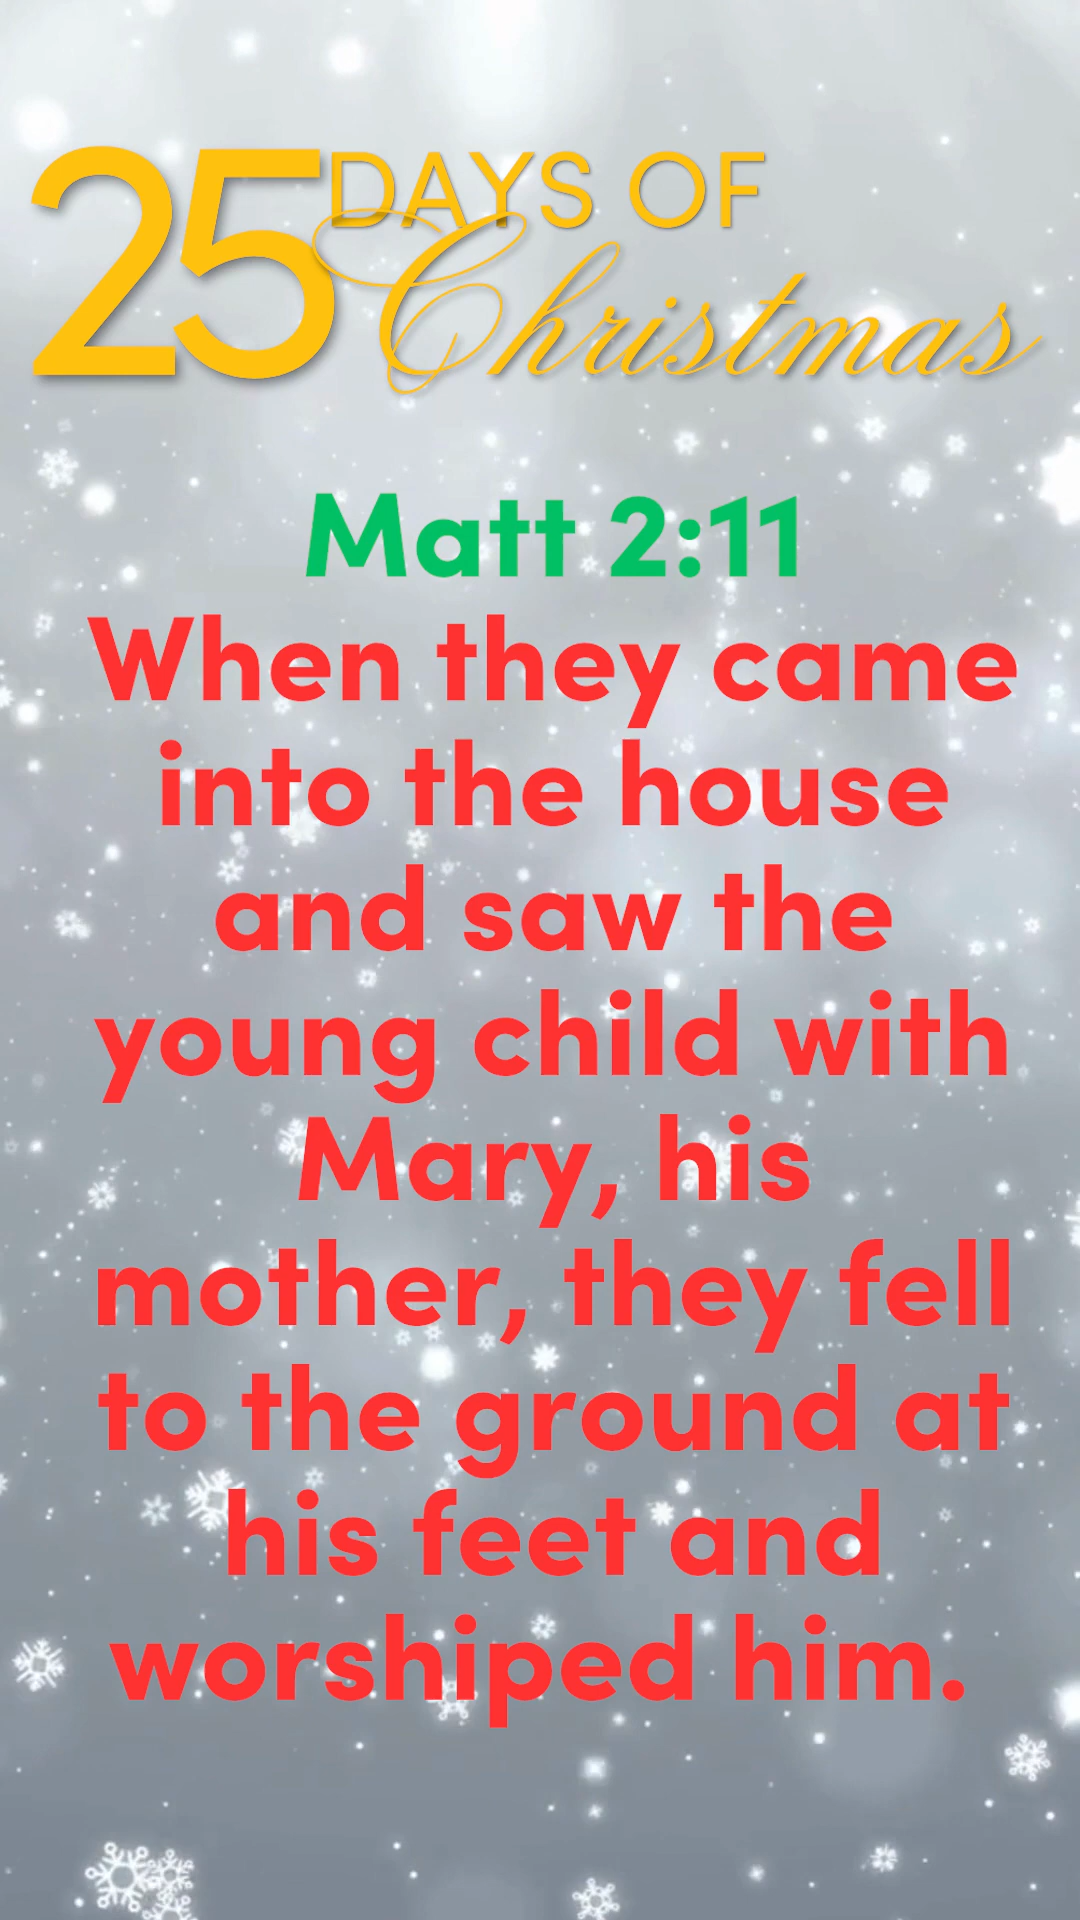 25 DAYS OF
Christmas
Matt 2:11
When they came
into the house
and saw the
young child with
Mary, his
mother, they fell
to the ground at
his feet and
worshiped him.